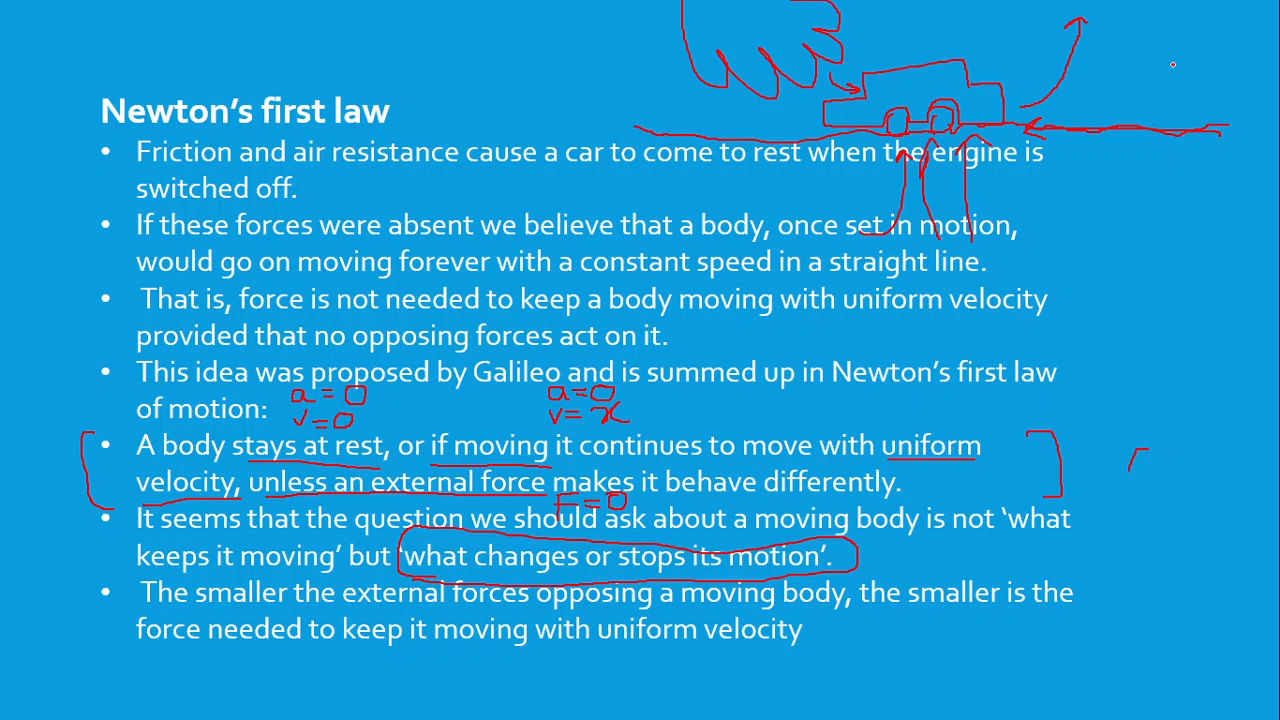 Newton's first law
• Friction and air resistance cause a car to come to rest when the engine is
switched off.
• If these forces were absent we believe that a body, once set in motion,
would go on moving forever with a constant speed in a straight line.
• That is, force is not needed to keep a body moving with uniform velocity
provided that no opposing forces act on it.
• This idea was proposed by Galileo and is summed up in Newton's first law
a = 0 a=0
of motion:
v=0 v= x
• A body stays at rest, or if moving it continues to move with uniform
velocity, unless an external force makes it behave differently.
F=0
• It seems that the question we should ask about a moving body is not ‘what
keeps it moving’ but ‘what changes or stops its motion’.
• The smaller the external forces opposing a moving body, the smaller is the
force needed to keep it moving with uniform velocity